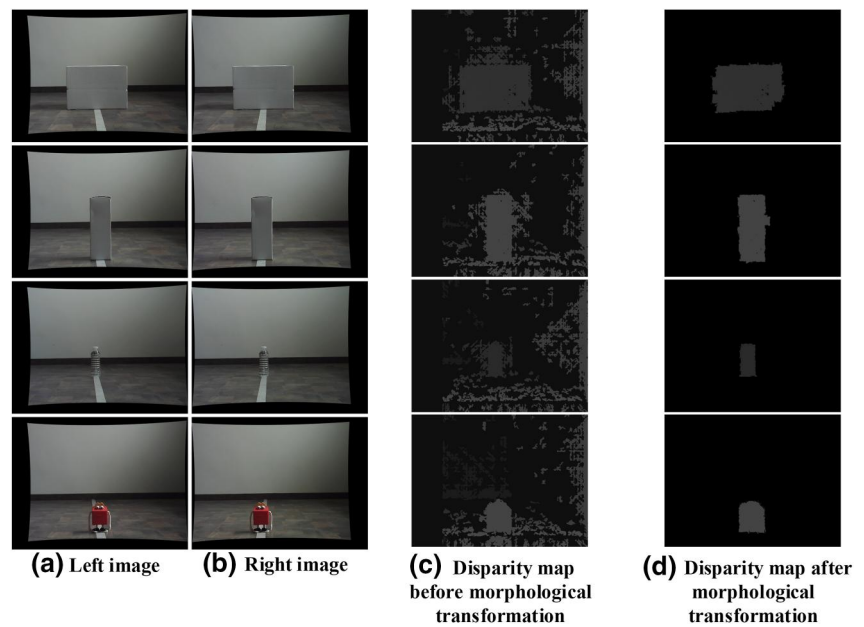 (a) Left image
(b) Right image
(c) Disparity map
before morphological
transformation
(d) Disparity map after
morphological
transformation